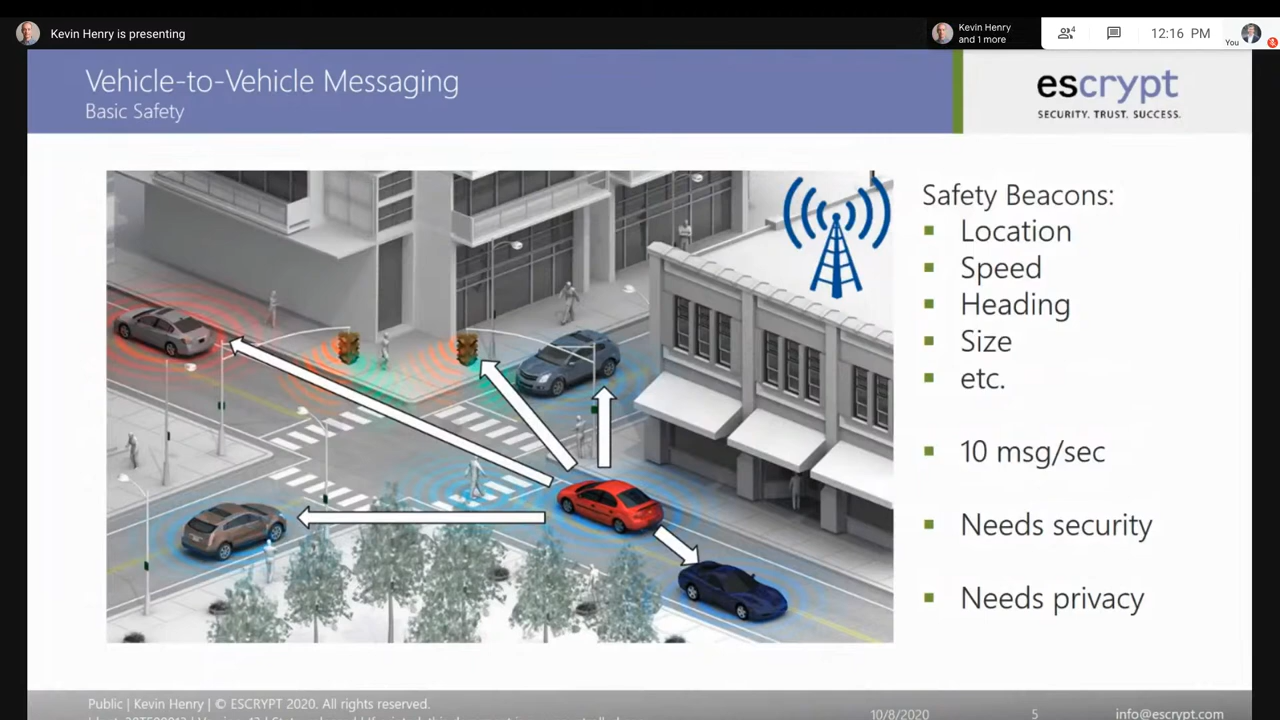 Kevin Henry is presenting
Kevin Henry
and 1 more
4
12:16 PM
You
Vehicle-to-Vehicle Messaging
Basic Safety
escrypt
SECURITY. TRUST. SUCCESS.
Safety Beacons:
Location
Speed
Heading
Size
etc.
10 msg/sec
Needs security
Needs privacy
Public | Kevin Henry | © ESCRYPT 2020. All rights reserved.
10/8/2020
5
info@escrypt.com